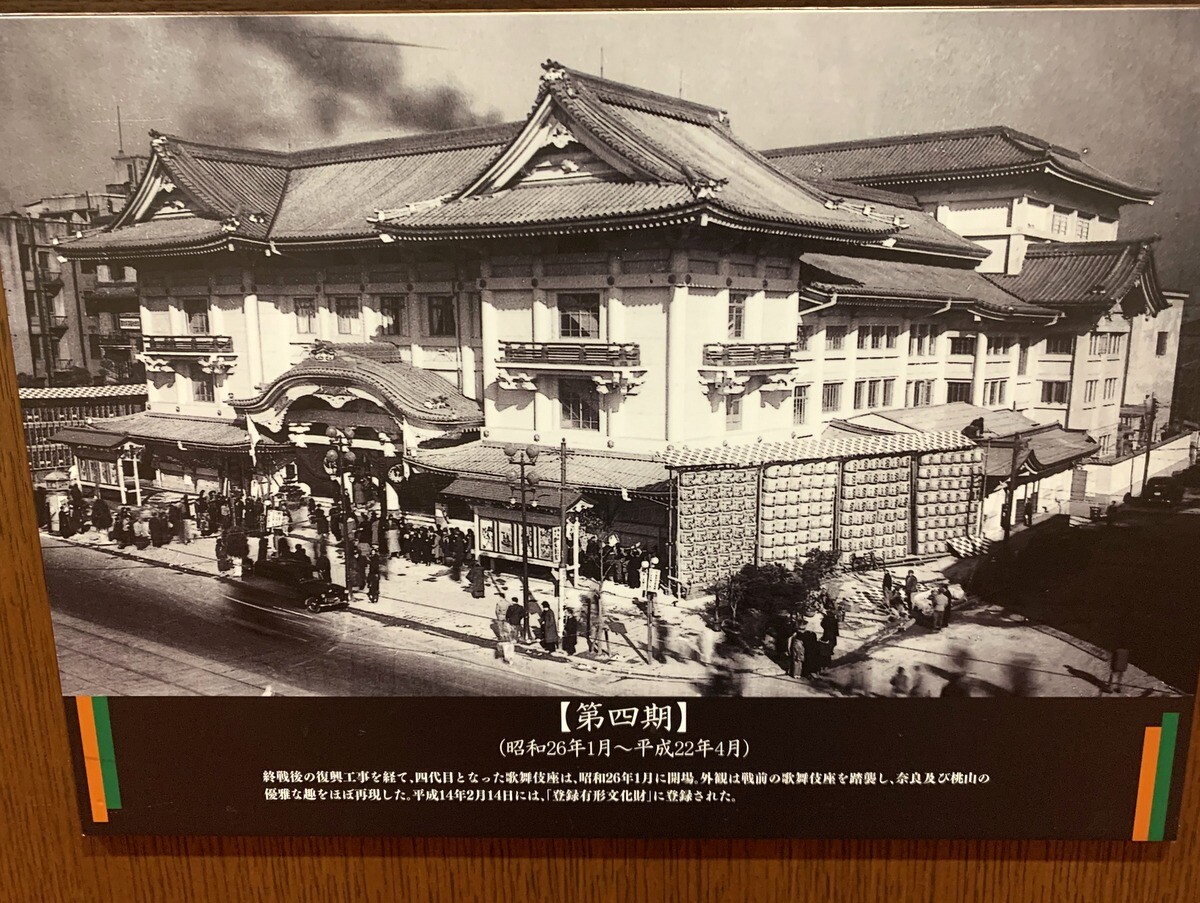 【第四期】
（昭和26年1月～平成22年4月）
終戦後の復興工事を経て、四代目となった歌舞伎座は、昭和26年1月に開場。外観は戦前の歌舞伎座を踏襲し、奈良及び桃山の
優雅な趣をほぼ再現した。平成14年2月14日には、「登録有形文化財」に登録された。